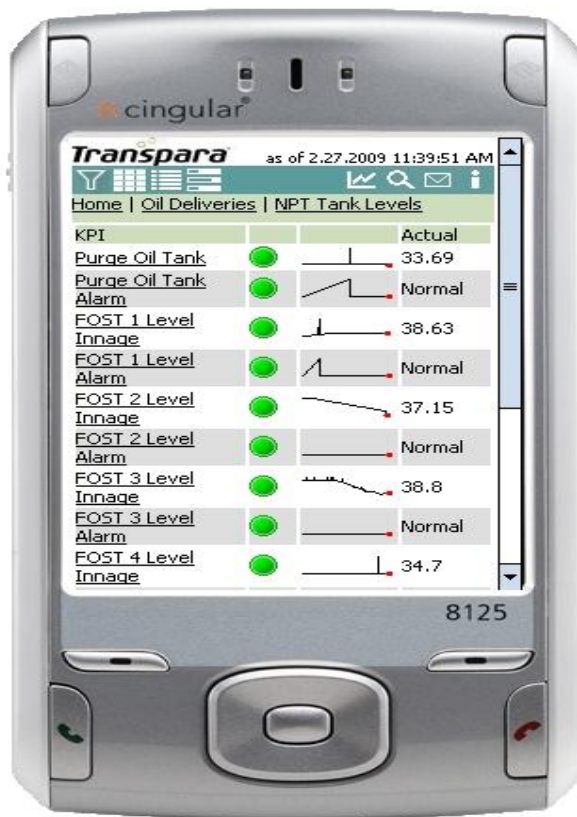 cingular®
Transpara as of 2.27.2009 11:39:51 AM
Home | Oil Deliveries | NPT Tank Levels
KPI Actual
Purge Oil Tank 33.69
Purge Oil Tank
Alarm Normal
FOST 1 Level
Innage 38.63
FOST 1 Level
Alarm Normal
FOST 2 Level
Innage 37.15
FOST 2 Level
Alarm Normal
FOST 3 Level
Innage 38.8
FOST 3 Level
Alarm Normal
FOST 4 Level
Innage 34.7
8125